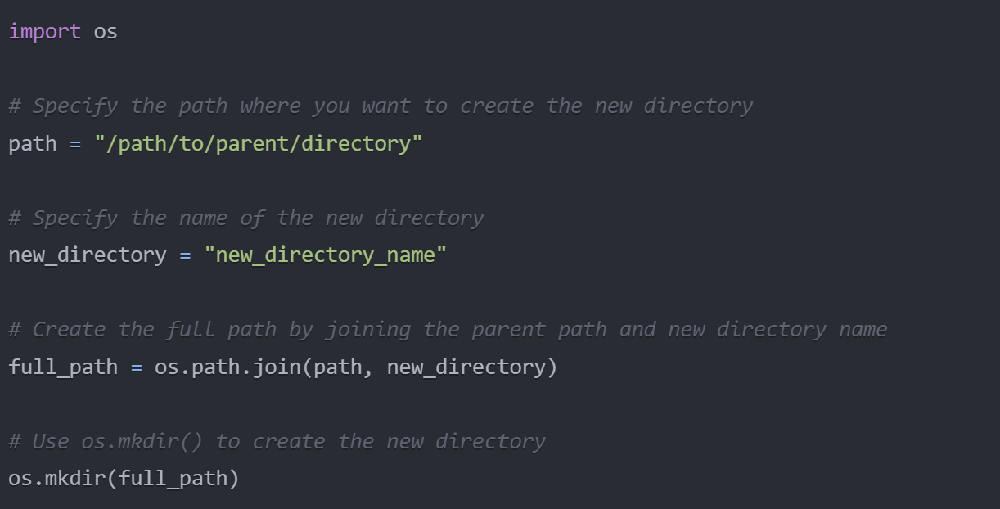 import os
# Specify the path where you want to create the new directory
path = "/path/to/parent/directory"
# Specify the name of the new directory
new_directory = "new_directory_name"
# Create the full path by joining the parent path and new directory name
full_path = os.path.join(path, new_directory)
# Use os.mkdir() to create the new directory
os.mkdir(full_path)